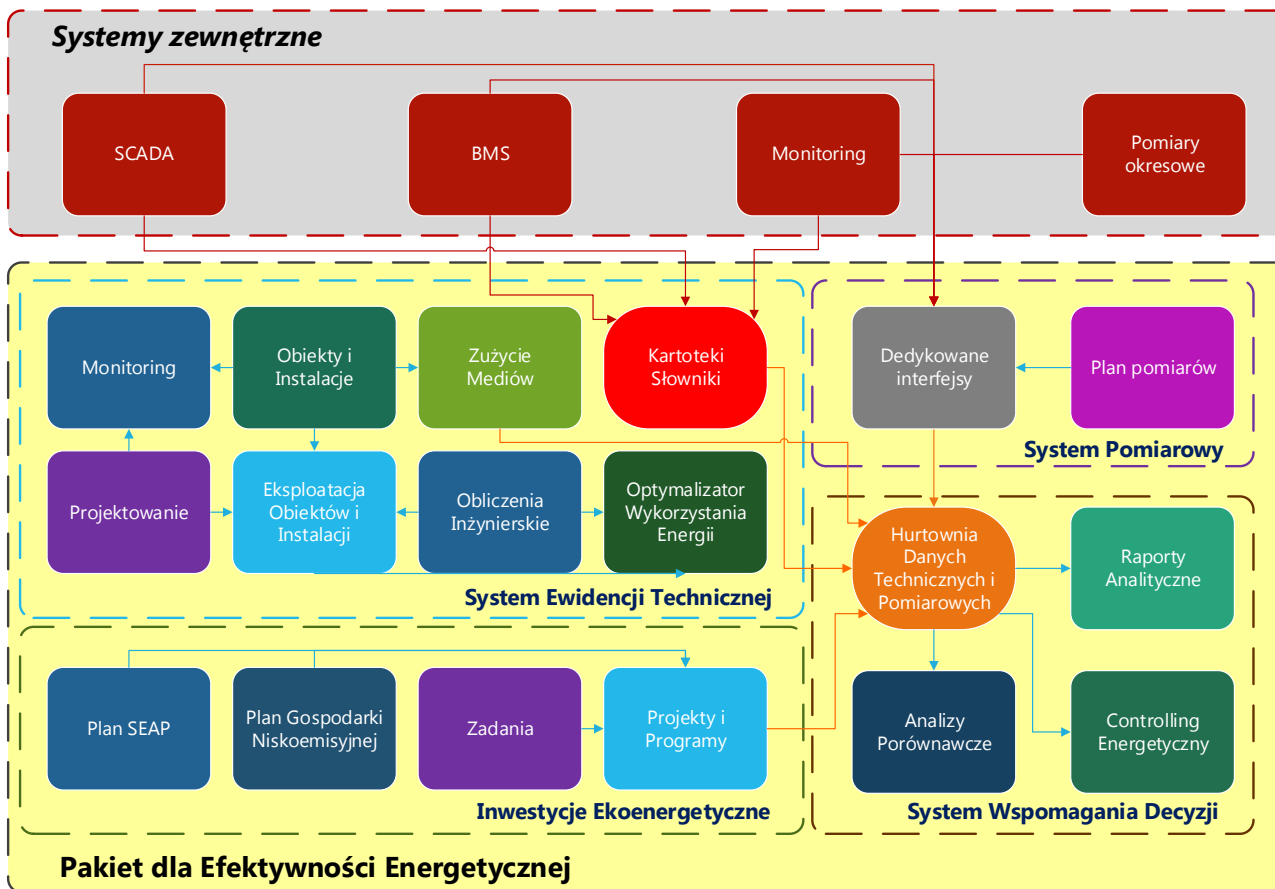 Systemy zewnętrzne
SCADA
BMS
Monitoring
Pomiary
okresowe
Monitoring
Obiekty i
Instalacje
Zużycie
Mediów
Kartoteki
Słowniki
Dedykowane
interfejsy
Plan pomiarów
System Pomiarowy
Projektowanie
Eksploatacja
Obiektów i
Instalacji
Obliczenia
Inżynierskie
Optymalizator
Wykorzystania
Energii
System Ewidencji Technicznej
Hurtownia
Danych
Technicznych i
Pomiarowych
Raporty
Analityczne
Plan SEAP
Plan Gospodarki
Niskoemisyjnej
Zadania
Projekty i
Programy
Inwestycje Ekoenergetyczne
Analizy
Porównawcze
Controlling
Energetyczny
System Wspomagania Decyzji
Pakiet dla Efektywności Energetycznej